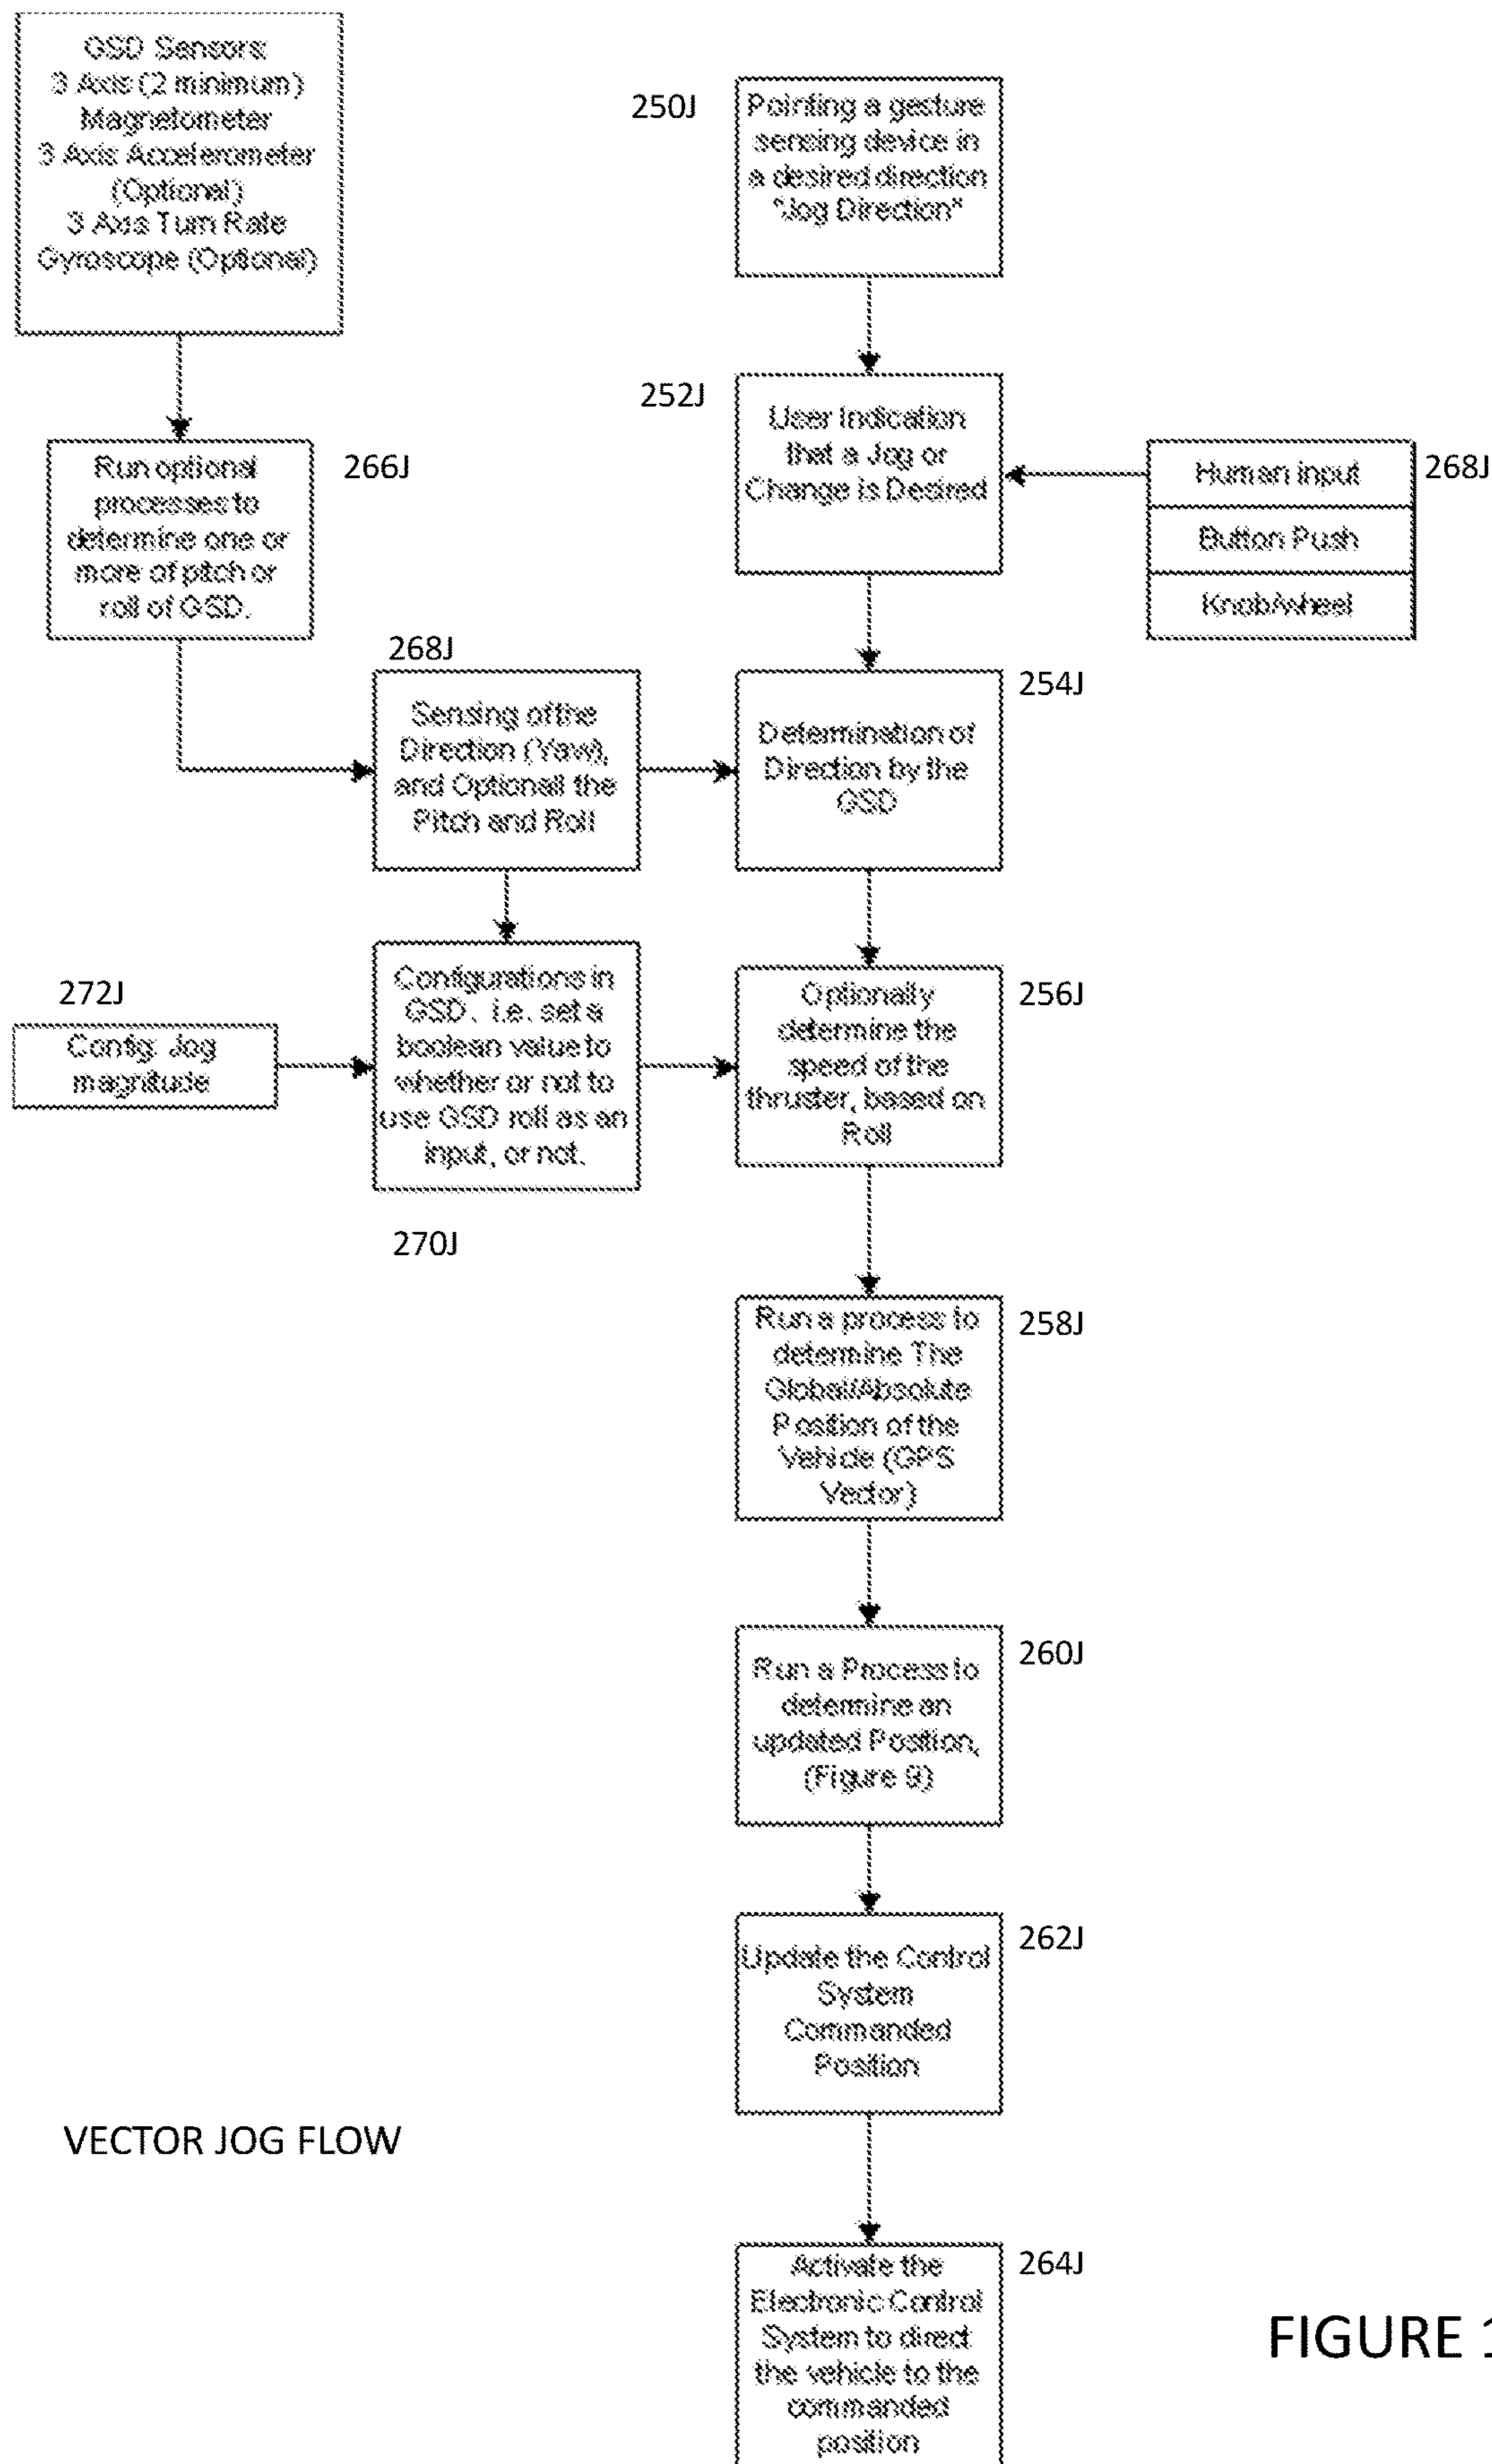 GSD Sensors:
3 Axis (2 minimum)
Magnetometer
3 Axis Accelerometer
(Optional)
3 Axis Turn Rate
Gyroscope (Optional)
250J
Pointing a gesture
sensing device in
a desired direction
"Jog Direction"
252J
User Indication
that a Jog or
Change is Desired
Human input
268J
Button Push
Knob/wheel
Run optional
processes to
determine one or
more of pitch or
roll of GSD.
266J
268J
Sensing of the
Direction (Yaw),
and Optionall the
Pitch and Roll
254J
Determination of
Direction by the
GSD
272J
Config: Jog
magnitude
Configurations in
GSD. i.e. set a
boolean value to
whether or not to
use GSD roll as an
input, or not.
270J
256J
Optionally
determine the
speed of the
thruster, based on
Roll
258J
Run a process to
determine The
Global/Absolute
Position of the
Vehicle (GPS
Vector)
260J
Run a Process to
determine an
updated Position,
(Figure 9)
262J
Update the Control
System
Commanded
Position
VECTOR JOG FLOW
264J
Activate the
Electronic Control
System to direct
the vehicle to the
commanded
position
FIGURE 1